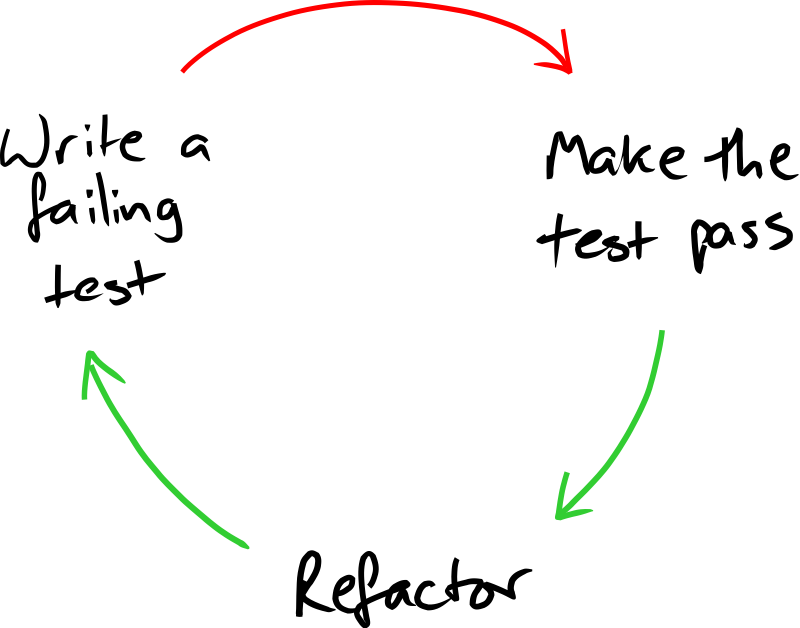 Write a
failing
test
Make the
test pass
Refactor